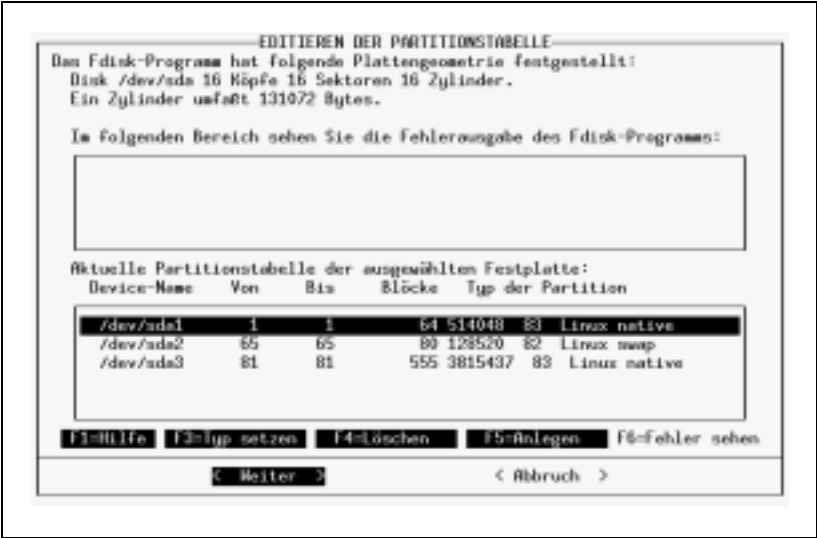 EDITIEREN DER PARTITIONSTABELLE
Das Fdisk-Programm hat folgende Plattengeometrie festgestellt:
Disk /dev/sda 16 Köpfe 16 Sektoren 16 Zylinder.
Ein Zylinder umfaßt 131072 Bytes.
Im folgenden Bereich sehen Sie die Fehlerausgabe des Fdisk-Programms:
Aktuelle Partitionstabelle der ausgewählten Festplatte:
Device-Name Von Bis Blöcke Typ der Partition
/dev/sda1 1 1 64 514048 83 Linux native
/dev/sda2 65 65 80 128520 82 Linux swap
/dev/sda3 81 81 555 3815437 83 Linux native
F1=Hilfe F3=Typ setzen F4=Löschen F5=Anlegen F6=Fehler sehen
< Weiter > < Abbruch >